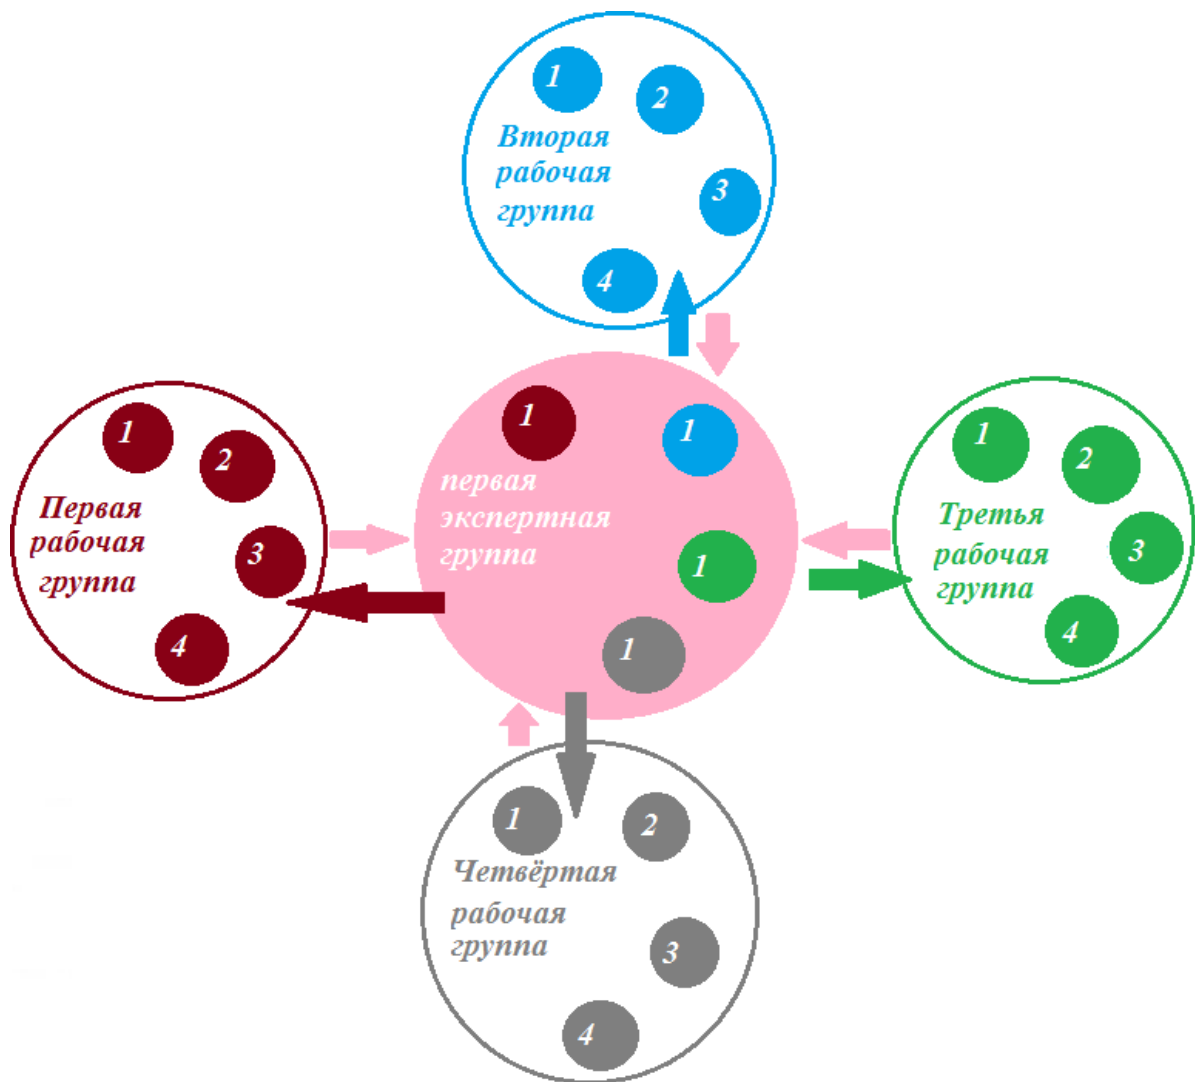 1
2
Вторая
рабочая
группа
3
4
1
2
Первая
рабочая
группа
3
4
1
1
первая
экспертная
группа
1
1
1
2
Третья
рабочая
группа
3
4
1
2
Четвёртая
рабочая
группа
3
4